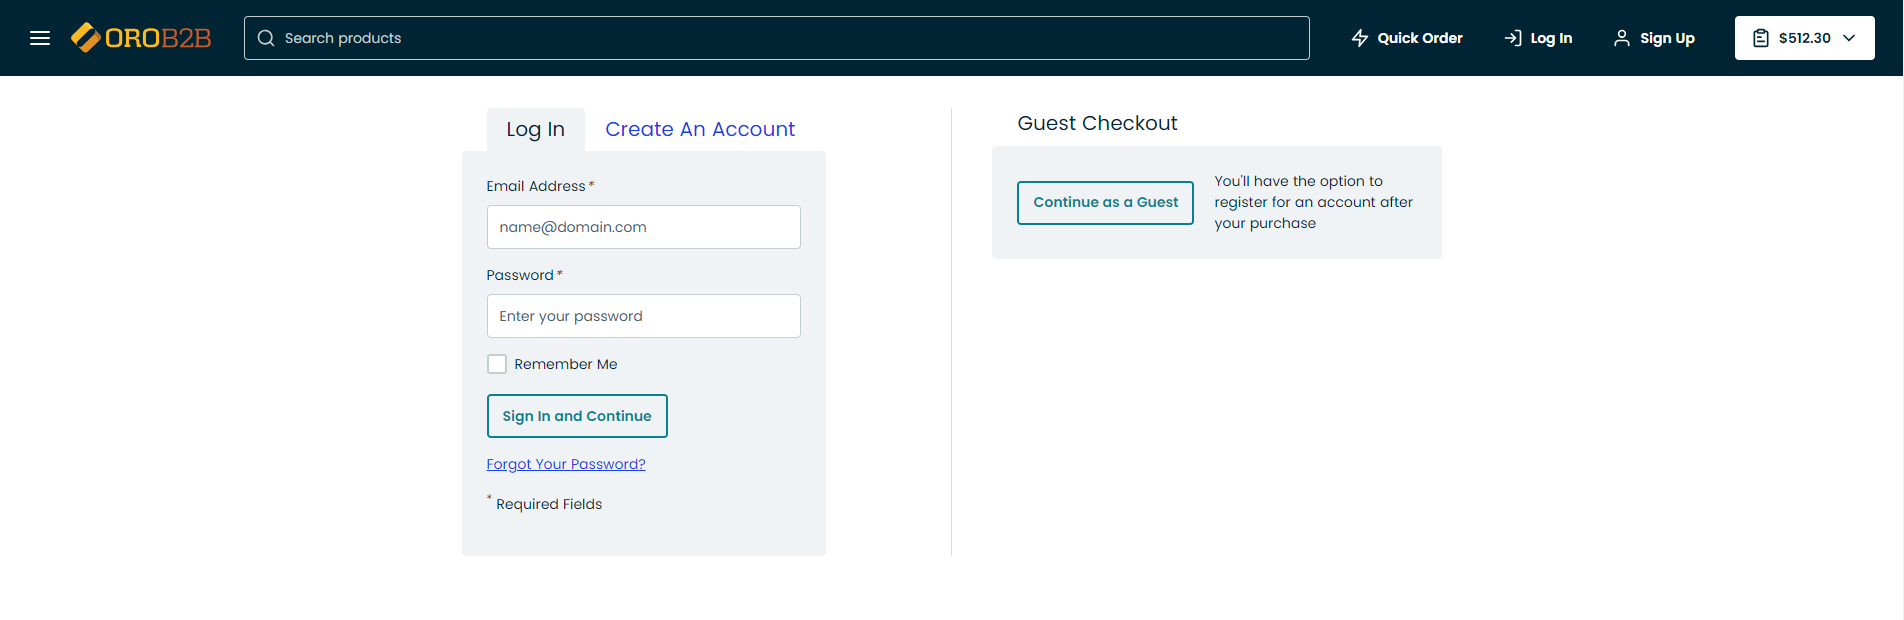 OROB2B
Search products
Quick Order
Log In
Sign Up
$512.30
Log In
Create An Account
Email Address *
name@domain.com
Password *
Enter your password
Remember Me
Sign In and Continue
Forgot Your Password?
* Required Fields
Guest Checkout
Continue as a Guest
You'll have the option to
register for an account after
your purchase